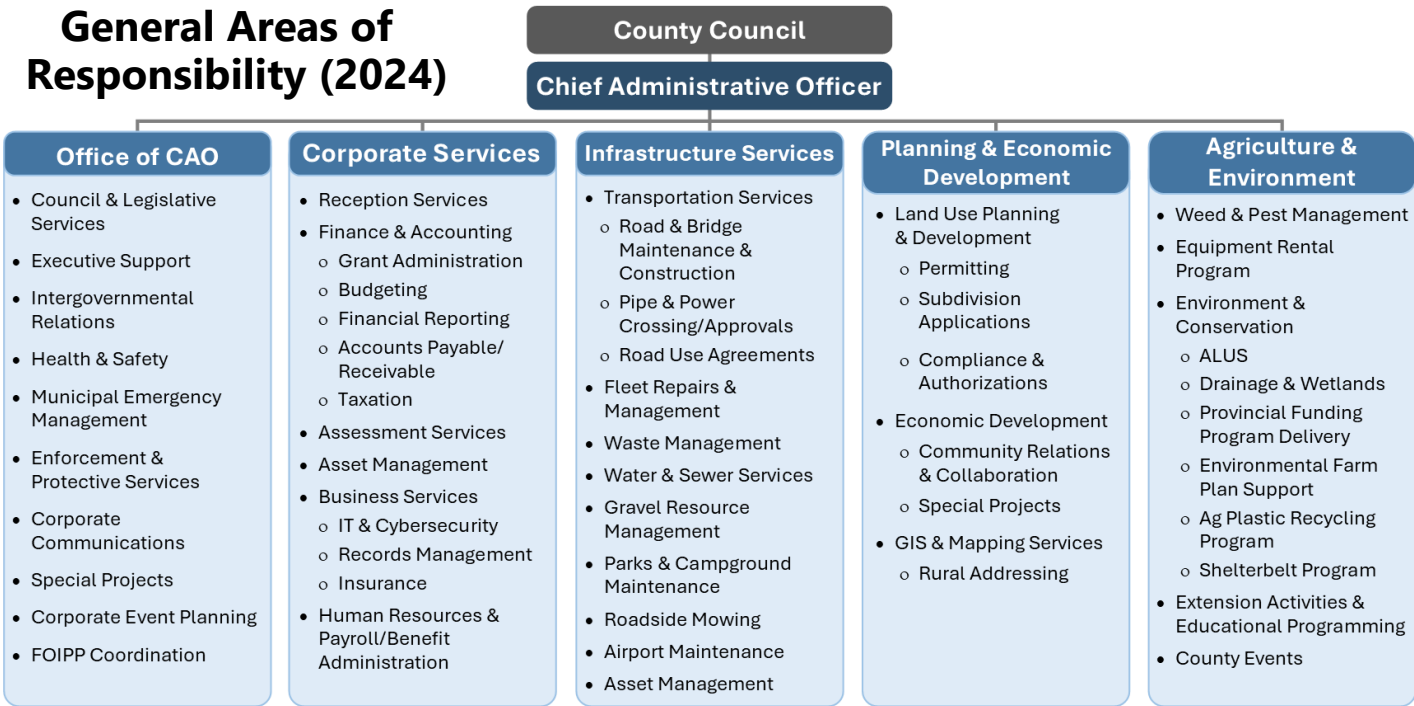 General Areas of
Responsibility (2024)
County Council
Chief Administrative Officer
Office of CAO
• Council & Legislative
Services
• Executive Support
• Intergovernmental
Relations
• Health & Safety
• Municipal Emergency
Management
• Enforcement &
Protective Services
• Corporate
Communications
• Special Projects
• Corporate Event Planning
• FOIPP Coordination
Corporate Services
• Reception Services
• Finance & Accounting
o Grant Administration
o Budgeting
o Financial Reporting
o Accounts Payable/
Receivable
o Taxation
• Assessment Services
• Asset Management
• Business Services
o IT & Cybersecurity
o Records Management
o Insurance
• Human Resources &
Payroll/Benefit
Administration
Infrastructure Services
• Transportation Services
o Road & Bridge
Maintenance &
Construction
o Pipe & Power
Crossing/Approvals
o Road Use Agreements
• Fleet Repairs &
Management
• Waste Management
• Water & Sewer Services
• Gravel Resource
Management
• Parks & Campground
Maintenance
• Roadside Mowing
• Airport Maintenance
• Asset Management
Planning & Economic
Development
• Land Use Planning
& Development
o Permitting
o Subdivision
Applications
o Compliance &
Authorizations
• Economic Development
o Community Relations
& Collaboration
o Special Projects
• GIS & Mapping Services
o Rural Addressing
Agriculture &
Environment
• Weed & Pest Management
• Equipment Rental
Program
• Environment &
Conservation
o ALUS
o Drainage & Wetlands
o Provincial Funding
Program Delivery
o Environmental Farm
Plan Support
o Ag Plastic Recycling
Program
o Shelterbelt Program
• Extension Activities &
Educational Programming
• County Events